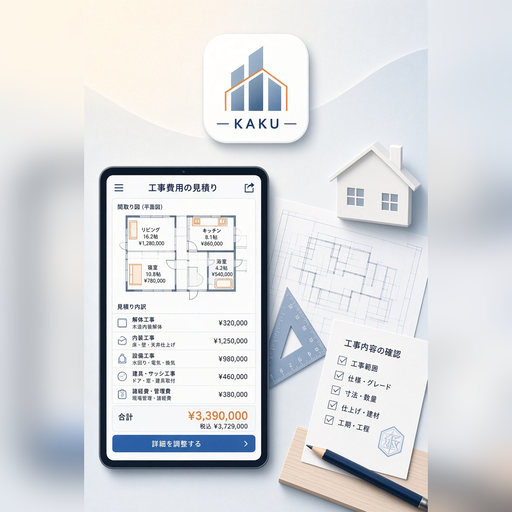 KAKU
工事費用の見積り
間取り図 (平面図)
リビング
16.2帖
¥1,280,000
キッチン
8.1帖
¥860,000
寝室
10.8帖
¥780,000
浴室
4.2帖
¥540,000
見積り内訳
解体工事
木造内装解体
¥320,000
内装工事
床・壁・天井仕上げ
¥1,250,000
設備工事
水回り・電気・換気
¥980,000
建具・サッシ工事
ドア・窓・建具取付
¥460,000
諸経費・管理費
現場管理・諸経費
¥380,000
合計
¥3,390,000
税込 ¥3,729,000
詳細を調整する
工事内容の確認
工事範囲
仕様・グレード
寸法・数量
仕上げ・建材
工期・工程